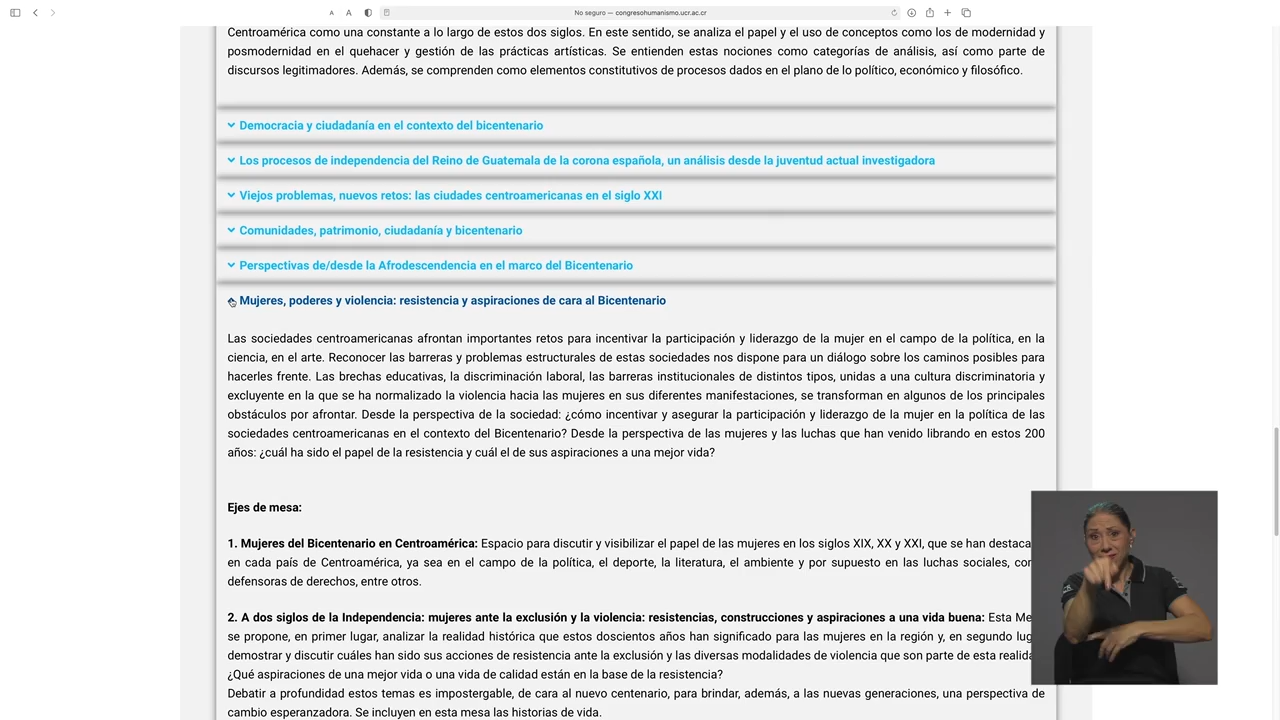 A A No seguro — congresohumanismo.ucr.ac.cr
Centroamérica como una constante a lo largo de estos dos siglos. En este sentido, se analiza el papel y el uso de conceptos como los de modernidad y
posmodernidad en el quehacer y gestión de las prácticas artísticas. Se entienden estas nociones como categorías de análisis, así como parte de
discursos legitimadores. Además, se comprenden como elementos constitutivos de procesos dados en el plano de lo político, económico y filosófico.
Democracia y ciudadanía en el contexto del bicentenario
Los procesos de independencia del Reino de Guatemala de la corona española, un análisis desde la juventud actual investigadora
Viejos problemas, nuevos retos: las ciudades centroamericanas en el siglo XXI
Comunidades, patrimonio, ciudadanía y bicentenario
Perspectivas de/desde la Afrodescendencia en el marco del Bicentenario
Mujeres, poderes y violencia: resistencia y aspiraciones de cara al Bicentenario
Las sociedades centroamericanas afrontan importantes retos para incentivar la participación y liderazgo de la mujer en el campo de la política, en la
ciencia, en el arte. Reconocer las barreras y problemas estructurales de estas sociedades nos dispone para un diálogo sobre los caminos posibles para
hacerles frente. Las brechas educativas, la discriminación laboral, las barreras institucionales de distintos tipos, unidas a una cultura discriminatoria y
excluyente en la que se ha normalizado la violencia hacia las mujeres en sus diferentes manifestaciones, se transforman en algunos de los principales
obstáculos por afrontar. Desde la perspectiva de la sociedad: ¿cómo incentivar y asegurar la participación y liderazgo de la mujer en la política de las
sociedades centroamericanas en el contexto del Bicentenario? Desde la perspectiva de las mujeres y las luchas que han venido librando en estos 200
años: ¿cuál ha sido el papel de la resistencia y cuál el de sus aspiraciones a una mejor vida?
Ejes de mesa:
1. Mujeres del Bicentenario en Centroamérica: Espacio para discutir y visibilizar el papel de las mujeres en los siglos XIX, XX y XXI, que se han destaca
en cada país de Centroamérica, ya sea en el campo de la política, el deporte, la literatura, el ambiente y por supuesto en las luchas sociales, con
defensoras de derechos, entre otros.
2. A dos siglos de la Independencia: mujeres ante la exclusión y la violencia: resistencias, construcciones y aspiraciones a una vida buena: Esta Me
se propone, en primer lugar, analizar la realidad histórica que estos doscientos años han significado para las mujeres en la región y, en segundo lug
demostrar y discutir cuáles han sido sus acciones de resistencia ante la exclusión y las diversas modalidades de violencia que son parte de esta realida
¿Qué aspiraciones de una mejor vida o una vida de calidad están en la base de la resistencia?
Debatir a profundidad estos temas es impostergable, de cara al nuevo centenario, para brindar, además, a las nuevas generaciones, una perspectiva de
cambio esperanzadora. Se incluyen en esta mesa las historias de vida.